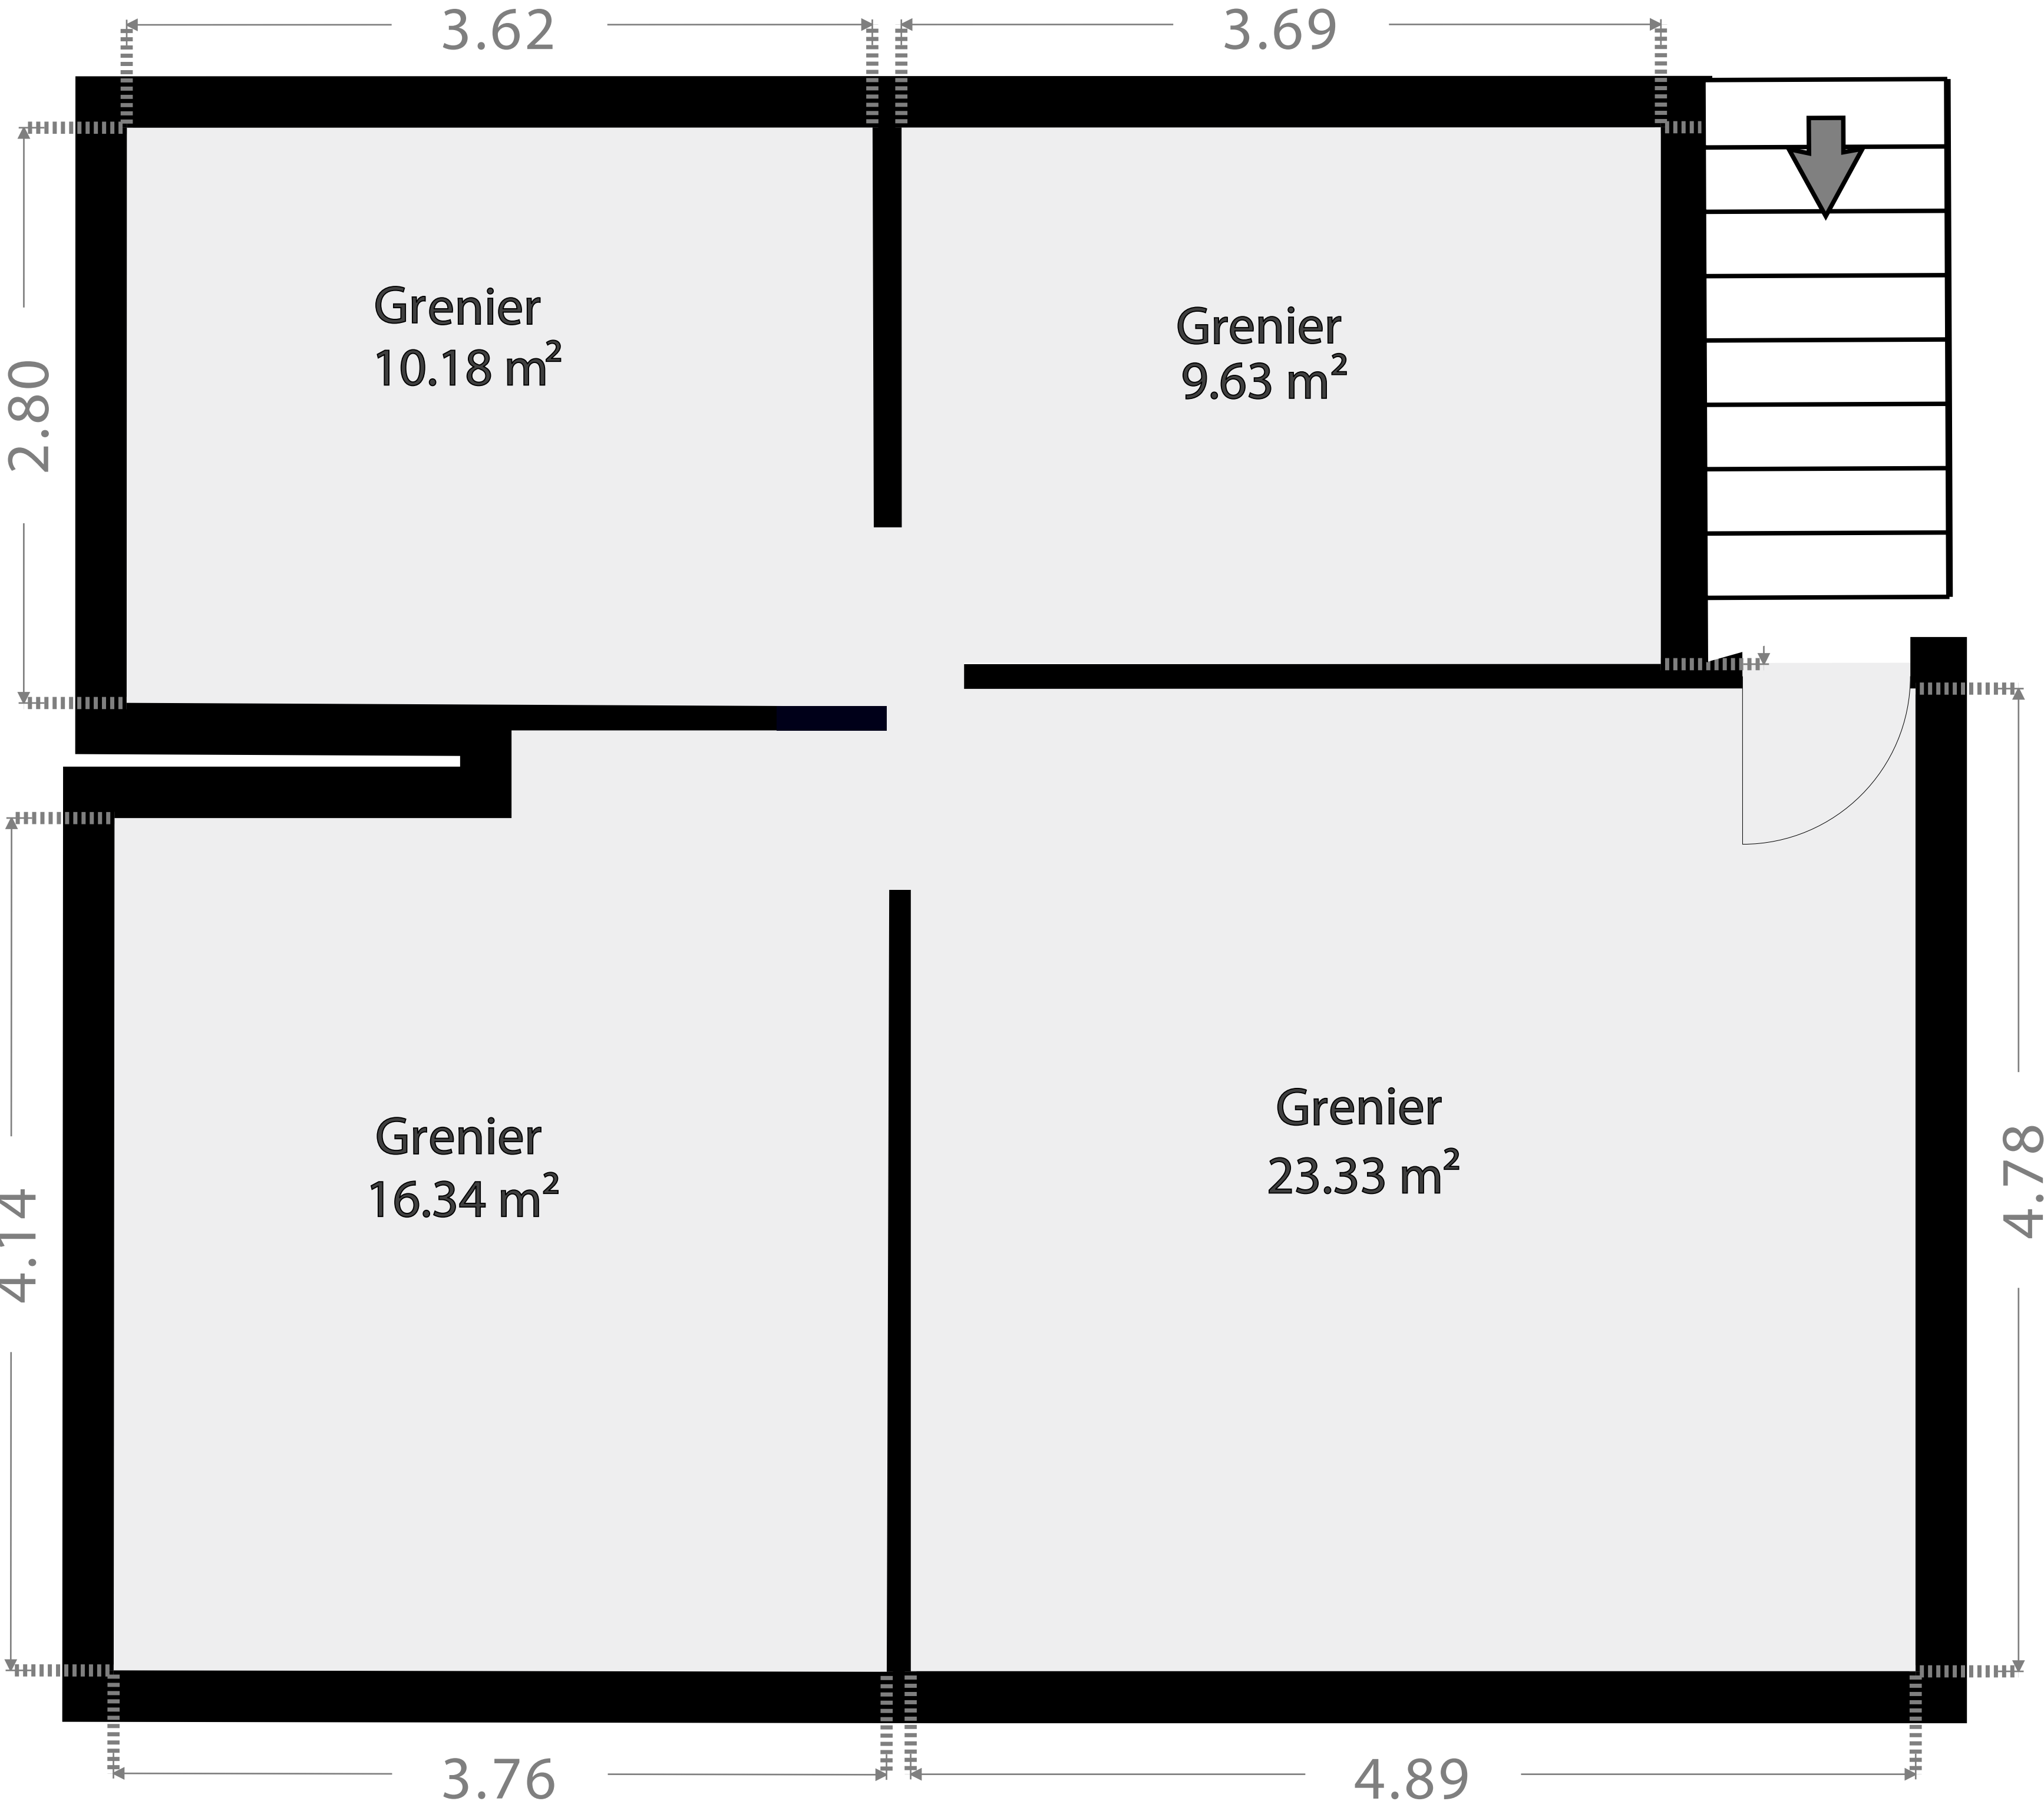 3.62
3.69
Grenier
10.18 m²
Grenier
9.63 m²
2.80
Grenier
16.34 m²
Grenier
23.33 m²
4.14
4.78
3.76
4.89